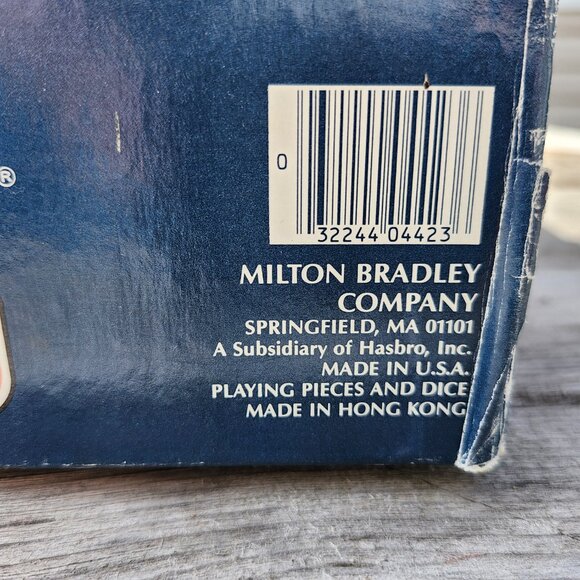 ®
0
32244 04423
MILTON BRADLEY
COMPANY
SPRINGFIELD, MA 01101
A Subsidiary of Hasbro, Inc.
MADE IN U.S.A.
PLAYING PIECES AND DICE
MADE IN HONG KONG